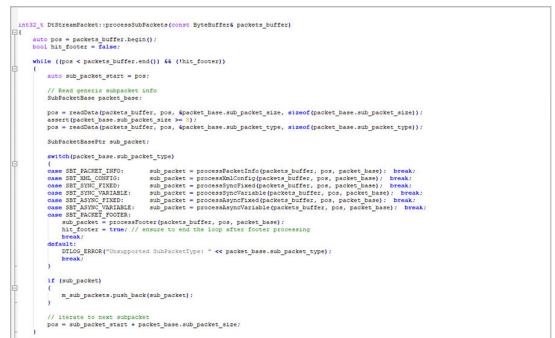 int32_t DtStreamPacket::processSubPackets(const ByteBuffer& packets_buffer)
{
    auto pos = packets_buffer.begin();
    bool hit_footer = false;
    while ((pos < packets_buffer.end()) && (!hit_footer))
    {
        auto sub_packet_start = pos;
        // Read generic subpacket info
        SubPacketBase packet_base;
        pos = readData(packets_buffer, pos, &packet_base.sub_packet_size, sizeof(packet_base.sub_packet_size));
        assert(packet_base.sub_packet_size >= 0);
        pos = readData(packets_buffer, pos, &packet_base.sub_packet_type, sizeof(packet_base.sub_packet_type));
        SubPacketBasePtr sub_packet;
        switch(packet_base.sub_packet_type)
        {
        case SBT_PACKET_INFO: sub_packet = processPacketInfo(packets_buffer, pos, packet_base); break;
        case SBT_XML_CONFIG: sub_packet = processXmlConfig(packets_buffer, pos, packet_base); break;
        case SBT_SYNC_FIXED: sub_packet = processSyncFixed(packets_buffer, pos, packet_base); break;
        case SBT_SYNC_VARIABLE: sub_packet = processSyncVariable(packets_buffer, pos, packet_base); break;
        case SBT_ASYNC_FIXED: sub_packet = processAsyncFixed(packets_buffer, pos, packet_base); break;
        case SBT_ASYNC_VARIABLE: sub_packet = processAsyncVariable(packets_buffer, pos, packet_base); break;
        case SBT_PACKET_FOOTER:
            sub_packet = processFooter(packets_buffer, pos, packet_base);
            hit_footer = true; // ensure to end the loop after footer processing
            break;
        default:
            DTLOG_ERROR("Unsupported SubPacketType: " << packet_base.sub_packet_type);
            break;
        }
        if (sub_packet)
        {
            m_sub_packets.push_back(sub_packet);
        }
        // iterate to next subpacket
        pos = sub_packet_start + packet_base.sub_packet_size;
    }